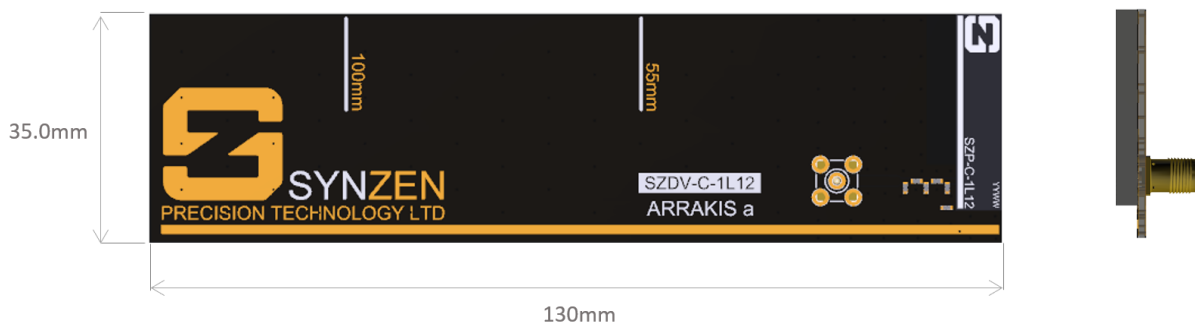 35.0mm
100mm
55mm
SZP-C-1L12
YYWW
SYNZEN
PRECISION TECHNOLOGY LTD
SZDV-C-1L12
ARRAKIS a
130mm